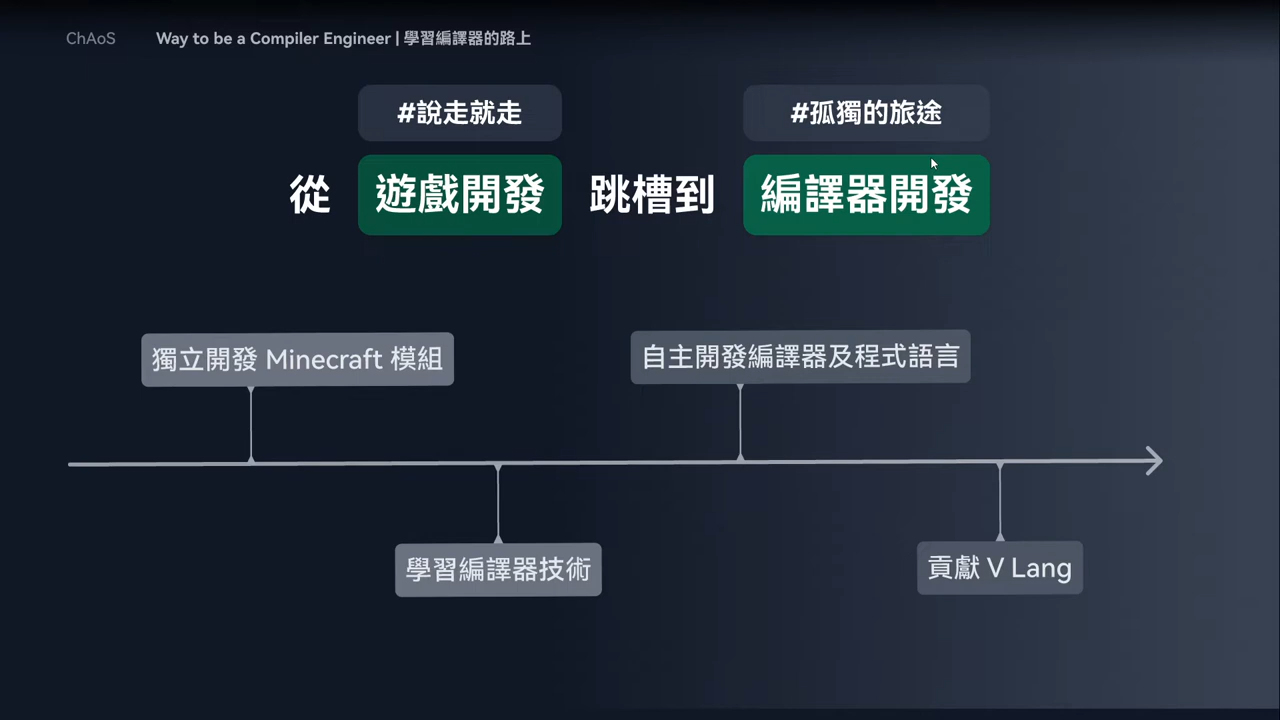 ChAoS Way to be a Compiler Engineer | 學習編譯器的路上
#說走就走 #孤獨的旅途
從 遊戲開發 跳槽到 編譯器開發
獨立開發 Minecraft 模組
自主開發編譯器及程式語言
學習編譯器技術
貢獻 V Lang